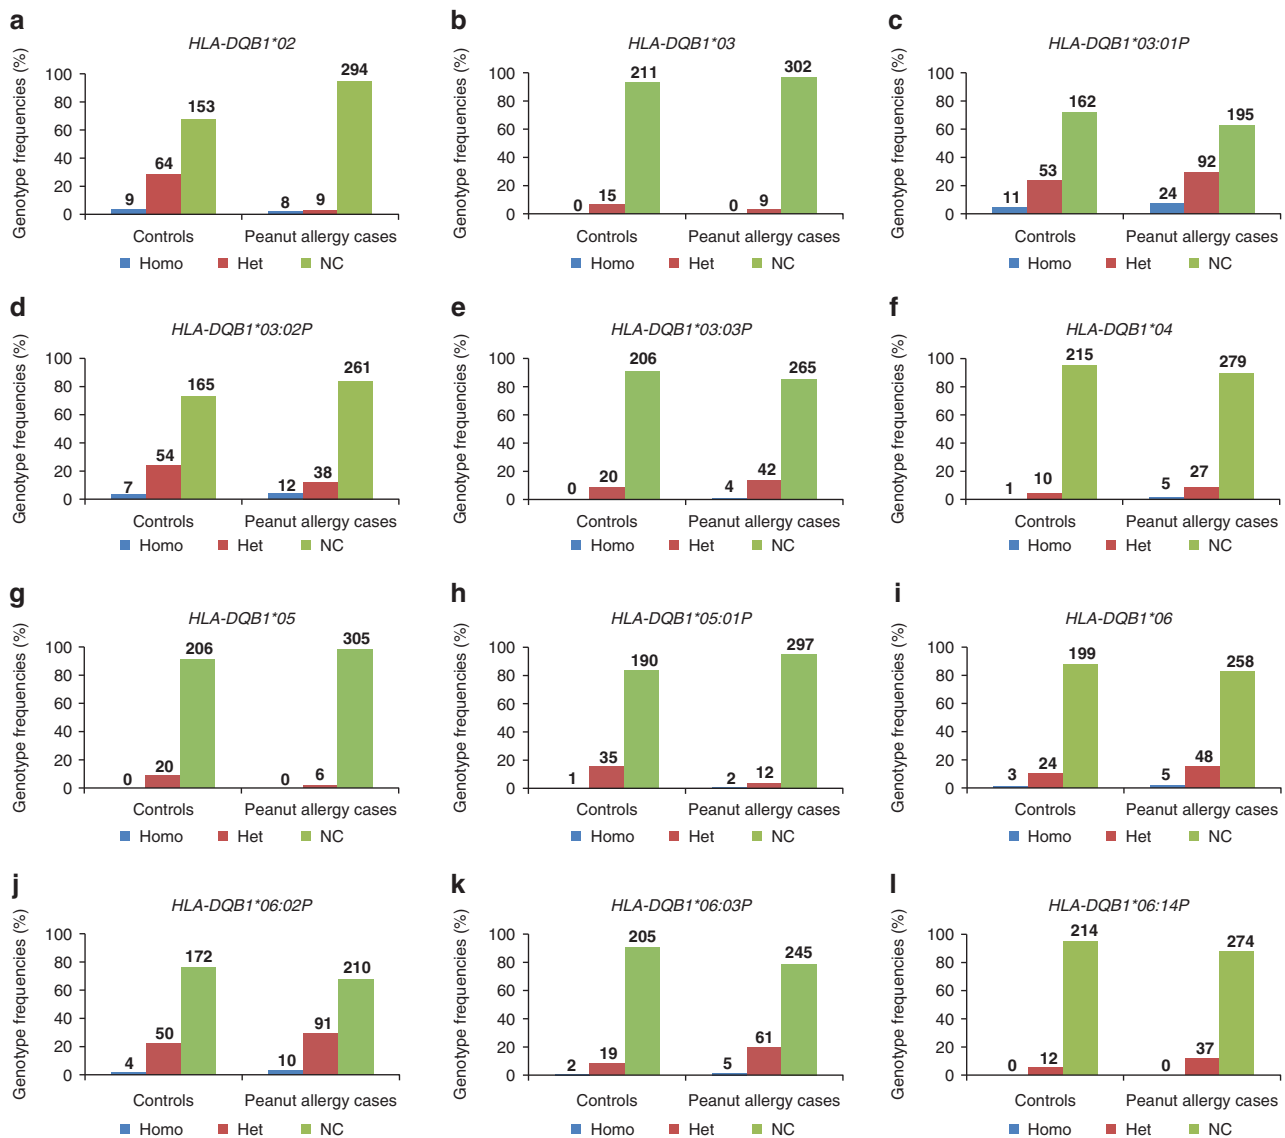 a
HLA-DQB1*02
Genotype frequencies (%)
100
80
60
40
20
0
9
64
153
8
9
294
Controls
Peanut allergy cases
Homo Het NC
b
HLA-DQB1*03
Genotype frequencies (%)
100
80
60
40
20
0
0
15
211
0
9
302
Controls
Peanut allergy cases
Homo Het NC
c
HLA-DQB1*03:01P
Genotype frequencies (%)
100
80
60
40
20
0
11
53
162
24
92
195
Controls
Peanut allergy cases
Homo Het NC
d
HLA-DQB1*03:02P
Genotype frequencies (%)
100
80
60
40
20
0
7
54
165
12
38
261
Controls
Peanut allergy cases
Homo Het NC
e
HLA-DQB1*03:03P
Genotype frequencies (%)
100
80
60
40
20
0
0
20
206
4
42
265
Controls
Peanut allergy cases
Homo Het NC
f
HLA-DQB1*04
Genotype frequencies (%)
100
80
60
40
20
0
1
10
215
5
27
279
Controls
Peanut allergy cases
Homo Het NC
g
HLA-DQB1*05
Genotype frequencies (%)
100
80
60
40
20
0
0
20
206
0
6
305
Controls
Peanut allergy cases
Homo Het NC
h
HLA-DQB1*05:01P
Genotype frequencies (%)
100
80
60
40
20
0
1
35
190
2
12
297
Controls
Peanut allergy cases
Homo Het NC
i
HLA-DQB1*06
Genotype frequencies (%)
100
80
60
40
20
0
3
24
199
5
48
258
Controls
Peanut allergy cases
Homo Het NC
j
HLA-DQB1*06:02P
Genotype frequencies (%)
100
80
60
40
20
0
4
50
172
10
91
210
Controls
Peanut allergy cases
Homo Het NC
k
HLA-DQB1*06:03P
Genotype frequencies (%)
100
80
60
40
20
0
2
19
205
5
61
245
Controls
Peanut allergy cases
Homo Het NC
l
HLA-DQB1*06:14P
Genotype frequencies (%)
100
80
60
40
20
0
0
12
214
0
37
274
Controls
Peanut allergy cases
Homo Het NC